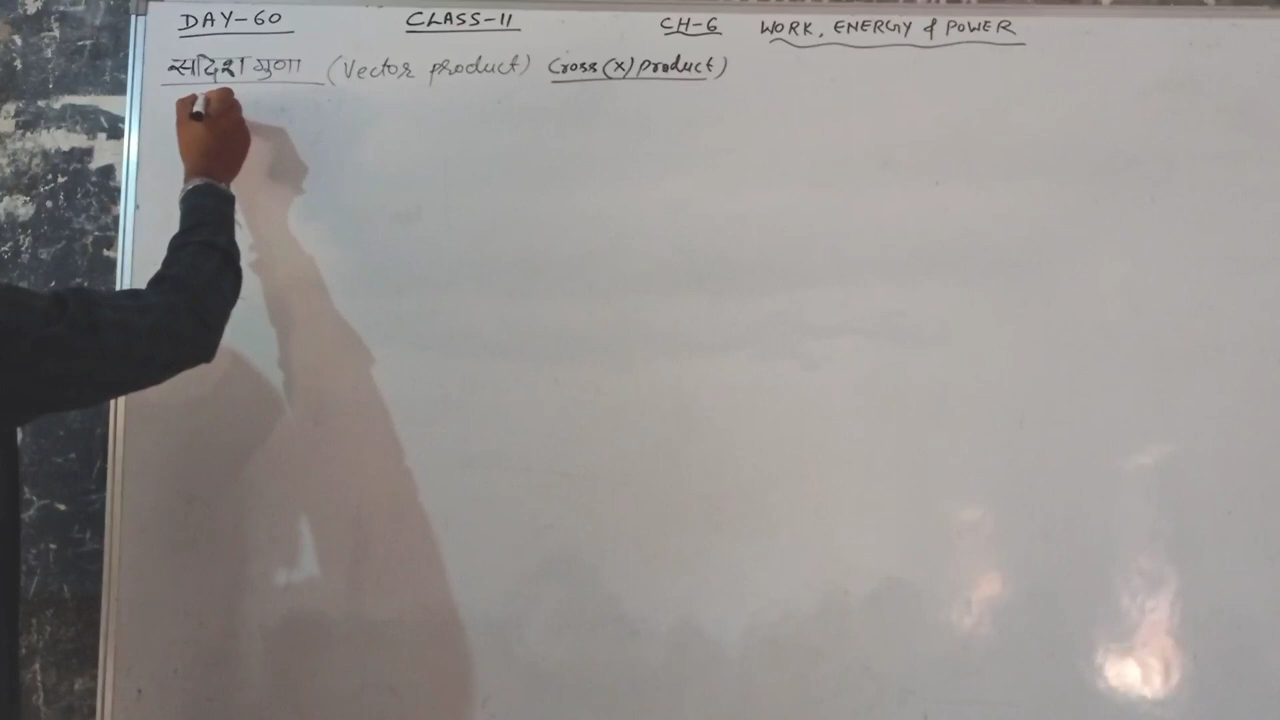 DAY-60 CLASS-11 CH-6 WORK, ENERGY & POWER
सदिश गुणा (Vector product) Cross(x) product)